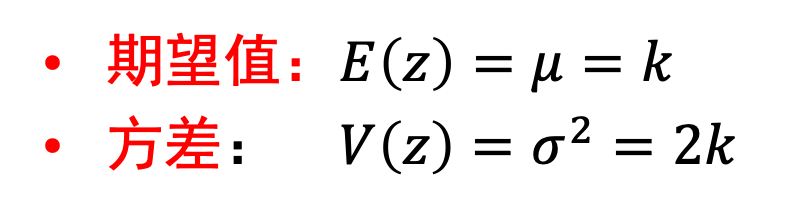 • 期望值：E(z) = μ = k
• 方差： V(z) = σ² = 2k